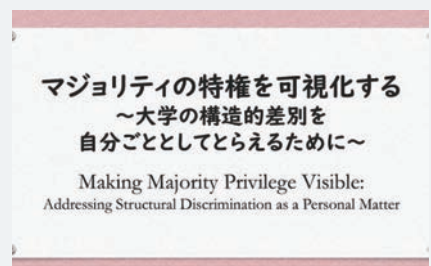 マジョリティの特権を可視化する
～大学の構造的差別を
自分ごととしてとらえるために～
Making Majority Privilege Visible:
Addressing Structural Discrimination as a Personal Matter